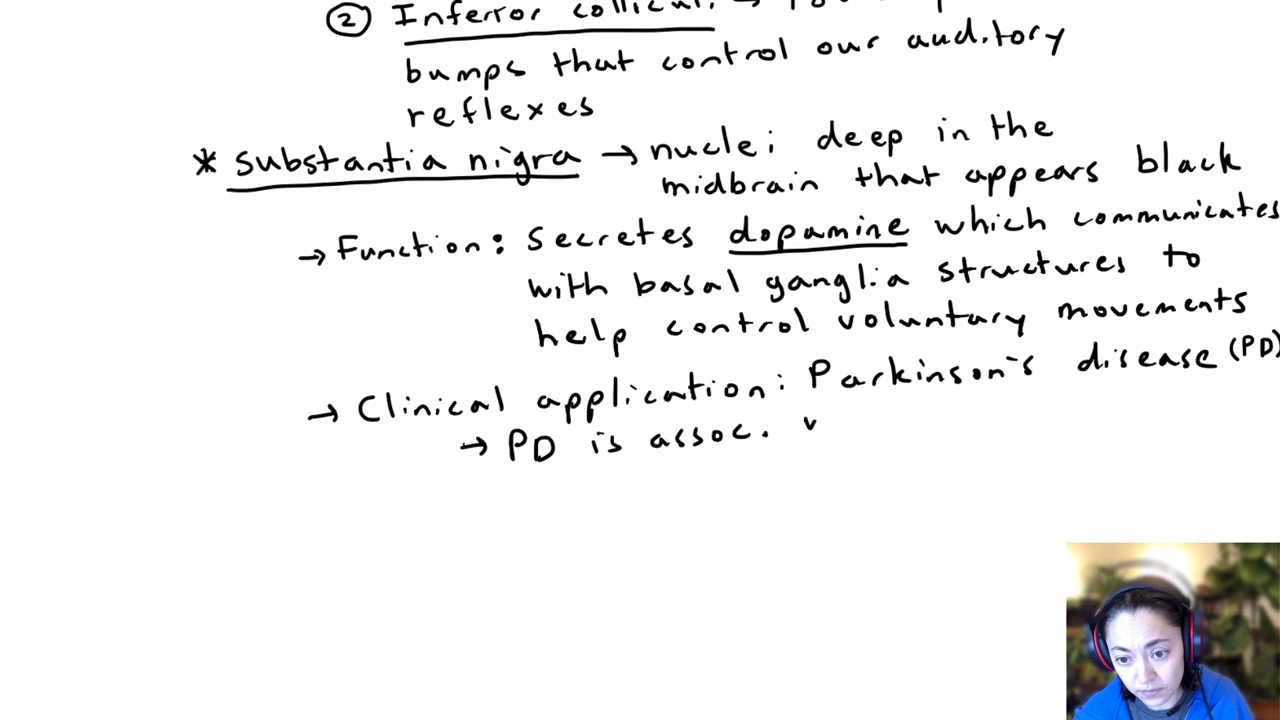 ② Inferior colliculi →
bumps that control our auditory
reflexes
* substantia nigra → nuclei deep in the
midbrain that appears black
→ Function: secretes dopamine which communicates
with basal ganglia structures to
help control voluntary movements
→ Clinical application: Parkinson's disease (PD)
→ PD is assoc.